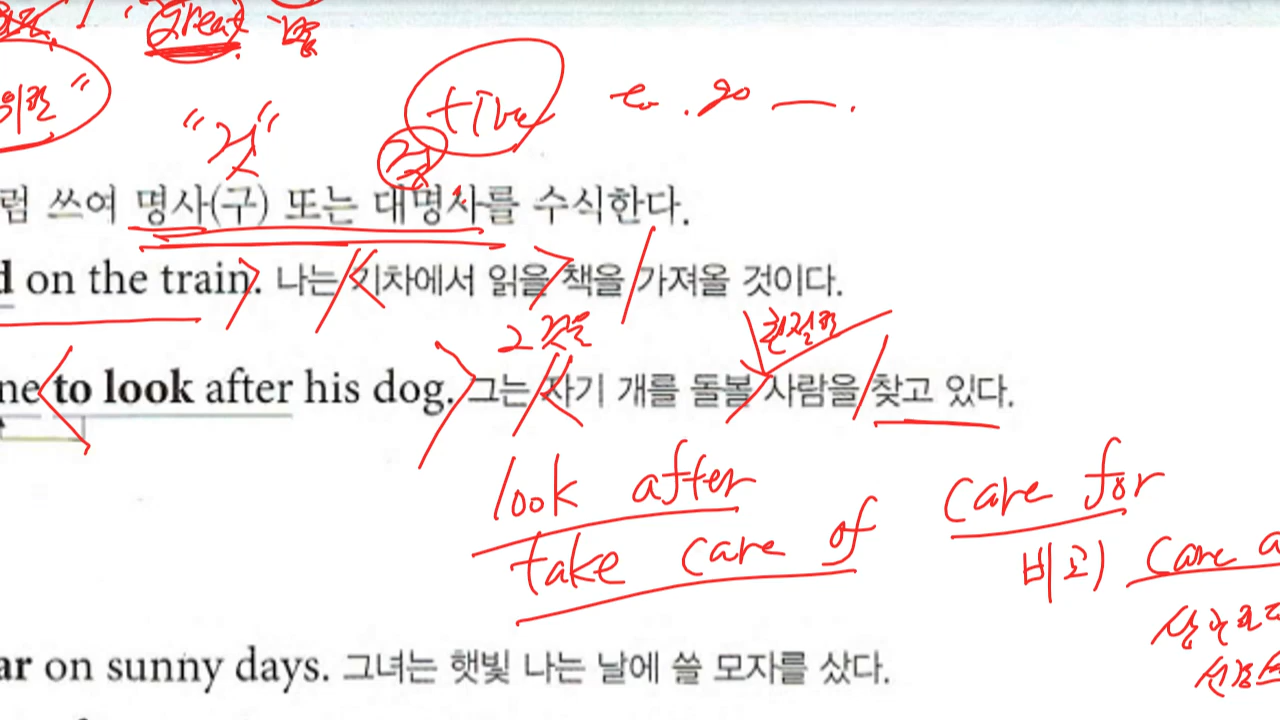 Great
"것" tive to . go
럼 쓰여 명사(구) 또는 대명사를 수식한다.
d on the train. 나는 기차에서 읽을 책을 가져올 것이다.
그것을 친절한
ne to look after his dog. 그는 자기 개를 돌볼 사람을 찾고 있다.
look after care for
take care of 비교) care a
ar on sunny days. 그녀는 햇빛 나는 날에 쓸 모자를 샀다.